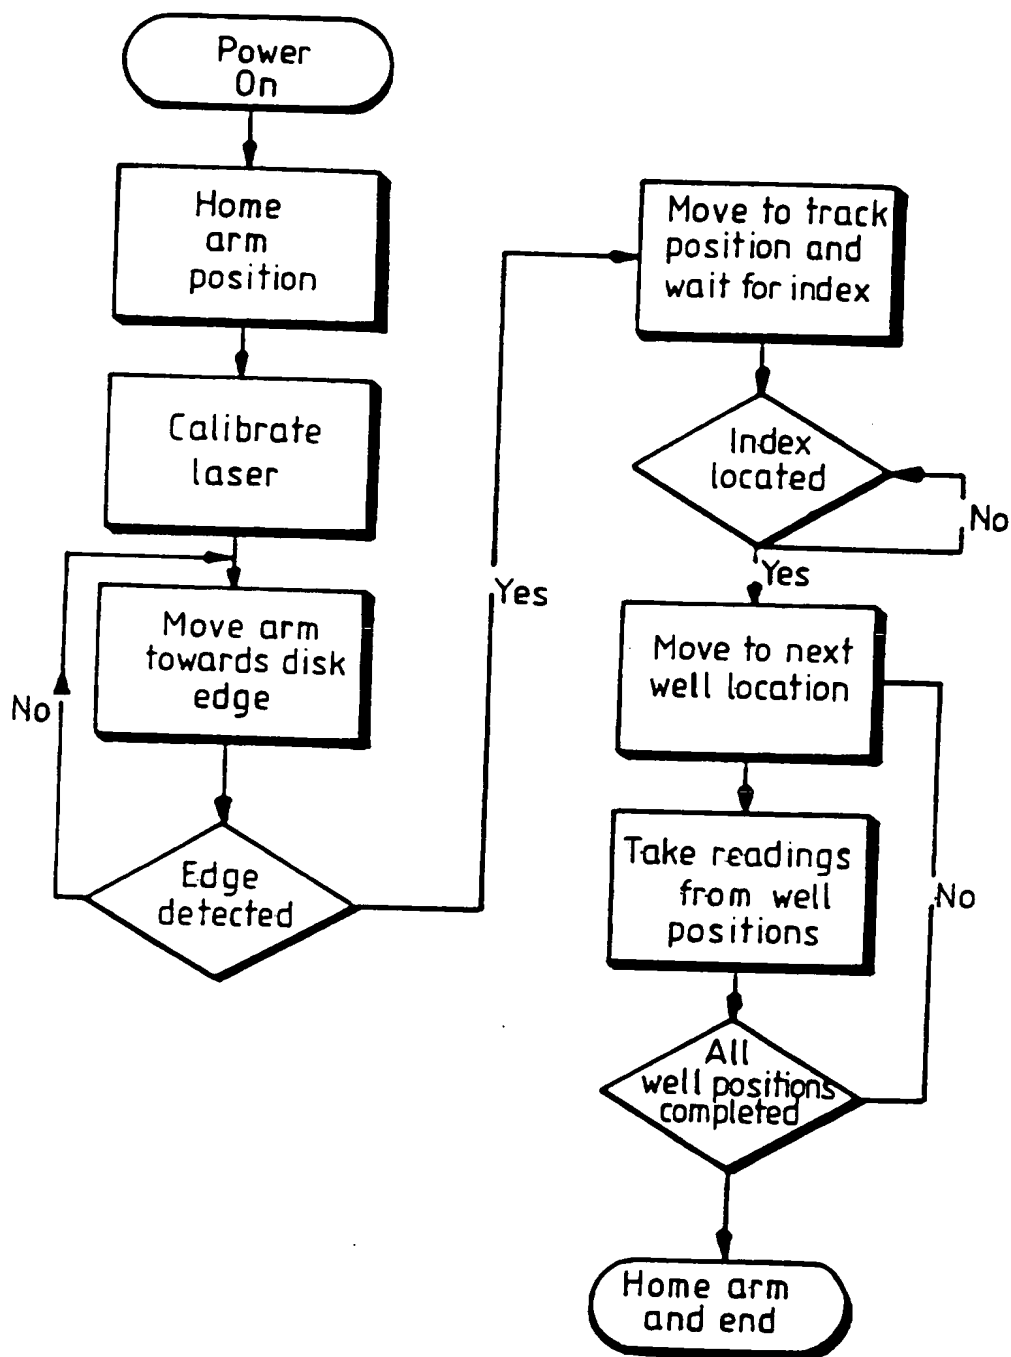 Power
On
Home
arm
position
Calibrate
laser
Move arm
towards disk
edge
No
Edge
detected
Yes
Move to track
position and
wait for index
Index
located
No
Yes
Move to next
well location
Take readings
from well
positions
No
All
well positions
completed
Home arm
and end